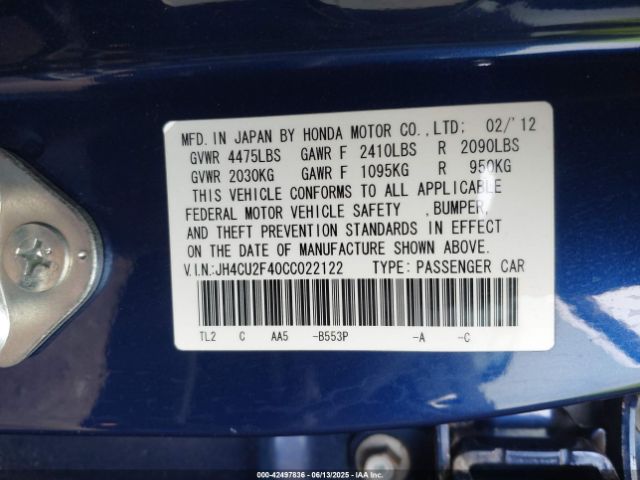 MFD. IN JAPAN BY HONDA MOTOR CO.,LTD: 02/'12
GVWR 4475LBS GAWR F 2410LBS R 2090LBS
GVWR 2030KG GAWR F 1095KG R 950KG
THIS VEHICLE CONFORMS TO ALL APPLICABLE
FEDERAL MOTOR VEHICLE SAFETY ,BUMPER,
AND THEFT PREVENTION STANDARDS IN EFFECT
ON THE DATE OF MANUFACTURE SHOWN ABOVE.
V.I.N.:JH4CU2F40CC022122 TYPE: PASSENGER CAR
TL2 C AA5 -B553P -A -C
000-42497836 - 06/13/2025 - IAAI.COM